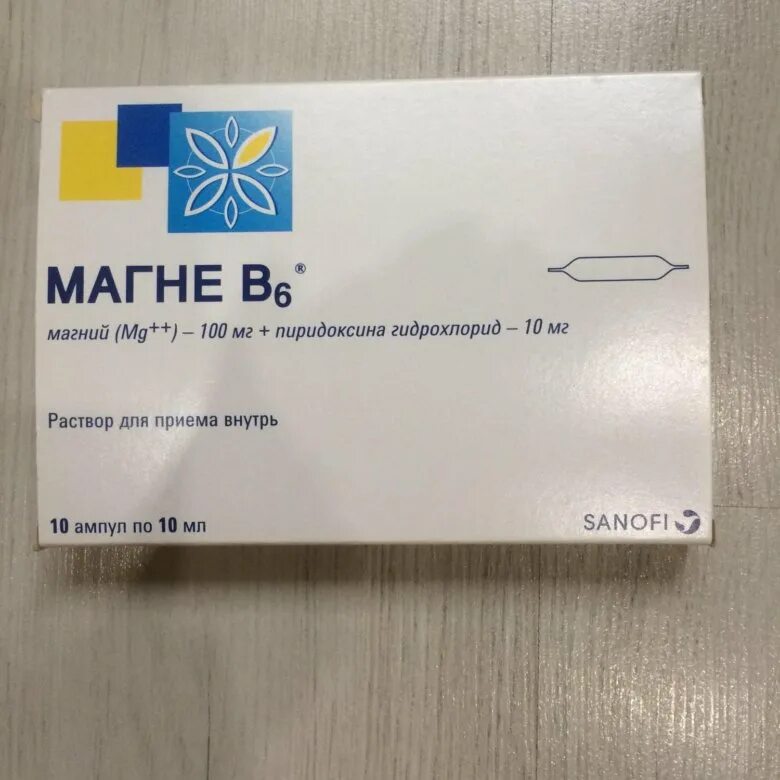 МАГНЕ В6®
магний (Mg++) – 100 мг + пиридоксина гидрохлорид – 10 мг
Раствор для приема внутрь
10 ампул по 10 мл
SANOFI